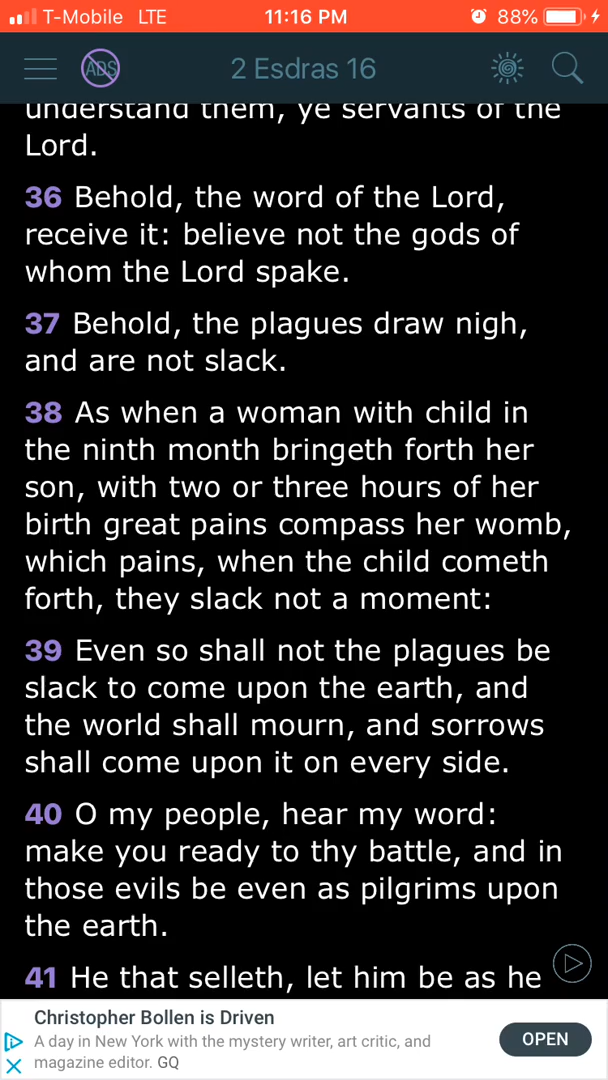 T-Mobile LTE 11:16 PM 88%
ADS 2 Esdras 16
understand them, ye servants of the
Lord.
36 Behold, the word of the Lord,
receive it: believe not the gods of
whom the Lord spake.
37 Behold, the plagues draw nigh,
and are not slack.
38 As when a woman with child in
the ninth month bringeth forth her
son, with two or three hours of her
birth great pains compass her womb,
which pains, when the child cometh
forth, they slack not a moment:
39 Even so shall not the plagues be
slack to come upon the earth, and
the world shall mourn, and sorrows
shall come upon it on every side.
40 O my people, hear my word:
make you ready to thy battle, and in
those evils be even as pilgrims upon
the earth.
41 He that selleth, let him be as he
Christopher Bollen is Driven
A day in New York with the mystery writer, art critic, and
magazine editor. GQ
OPEN